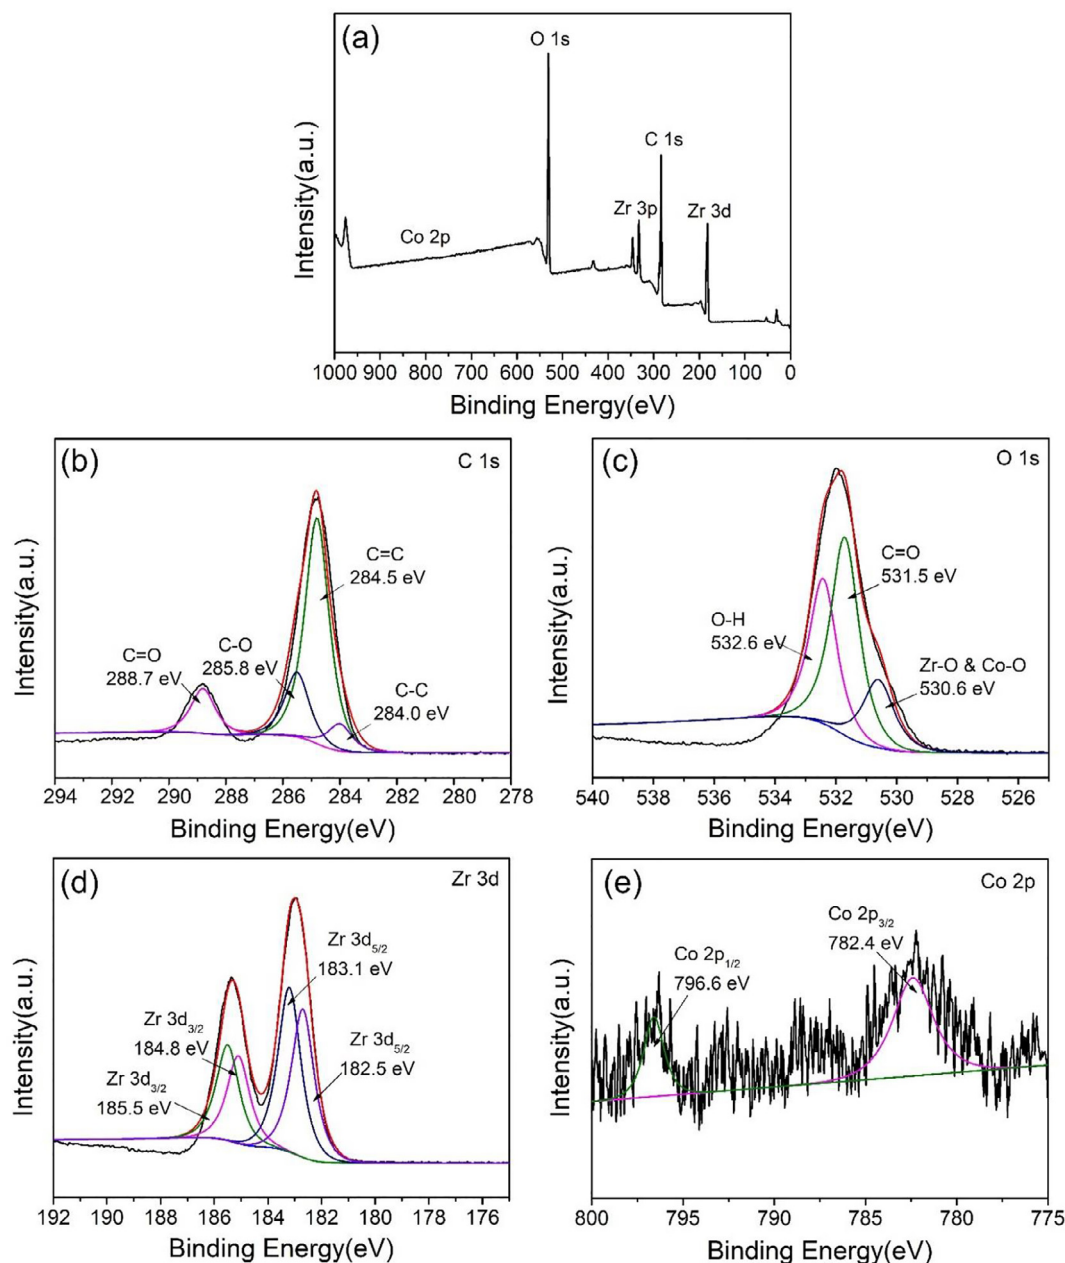 (a)
O 1s
C 1s
Zr 3p
Zr 3d
Co 2p
Intensity(a.u.)
1000 900 800 700 600 500 400 300 200 100 0
Binding Energy(eV)
(b)
C 1s
C=C
284.5 eV
C-O
285.8 eV
C=O
288.7 eV
C-C
284.0 eV
Intensity(a.u.)
294 292 290 288 286 284 282 280 278
Binding Energy(eV)
(c)
O 1s
C=O
531.5 eV
O-H
532.6 eV
Zr-O & Co-O
530.6 eV
Intensity(a.u.)
540 538 536 534 532 530 528 526
Binding Energy(eV)
(d)
Zr 3d
Zr 3d5/2
183.1 eV
Zr 3d3/2
184.8 eV
Zr 3d5/2
182.5 eV
Zr 3d3/2
185.5 eV
Intensity(a.u.)
192 190 188 186 184 182 180 178 176
Binding Energy(eV)
(e)
Co 2p
Co 2p3/2
782.4 eV
Co 2p1/2
796.6 eV
Intensity(a.u.)
800 795 790 785 780 775
Binding Energy(eV)